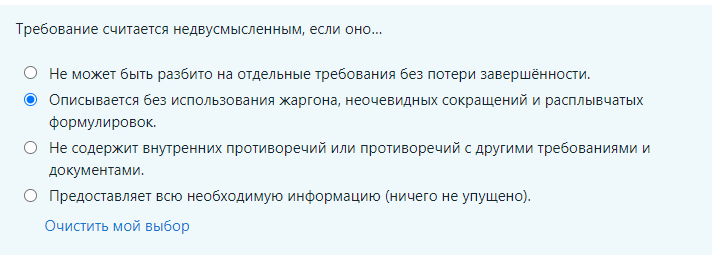 Требование считается недвусмысленным, если оно...
Не может быть разбито на отдельные требования без потери завершённости.
Описывается без использования жаргона, неочевидных сокращений и расплывчатых
формулировок.
Не содержит внутренних противоречий или противоречий с другими требованиями и
документами.
Предоставляет всю необходимую информацию (ничего не упущено).
Очистить мой выбор